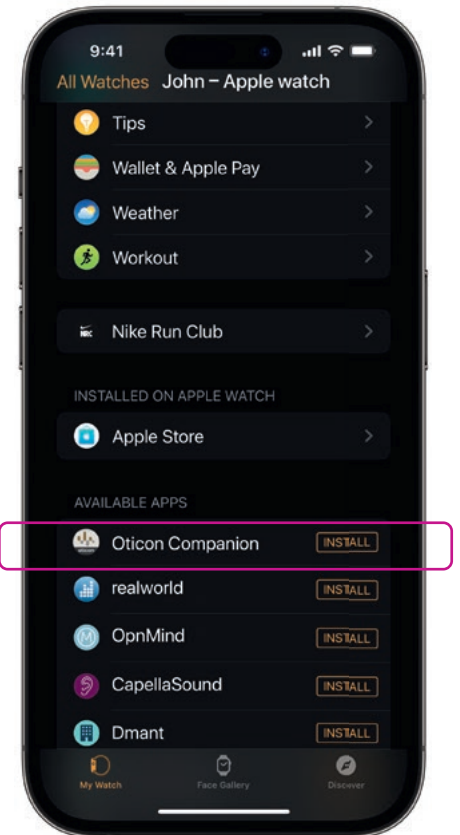 9:41
All Watches John – Apple watch
Tips
Wallet & Apple Pay
Weather
Workout
NRC Nike Run Club
INSTALLED ON APPLE WATCH
Apple Store
AVAILABLE APPS
Oticon Companion INSTALL
realworld INSTALL
M OpnMind INSTALL
CapellaSound INSTALL
Dmant INSTALL
My Watch Face Gallery Discover